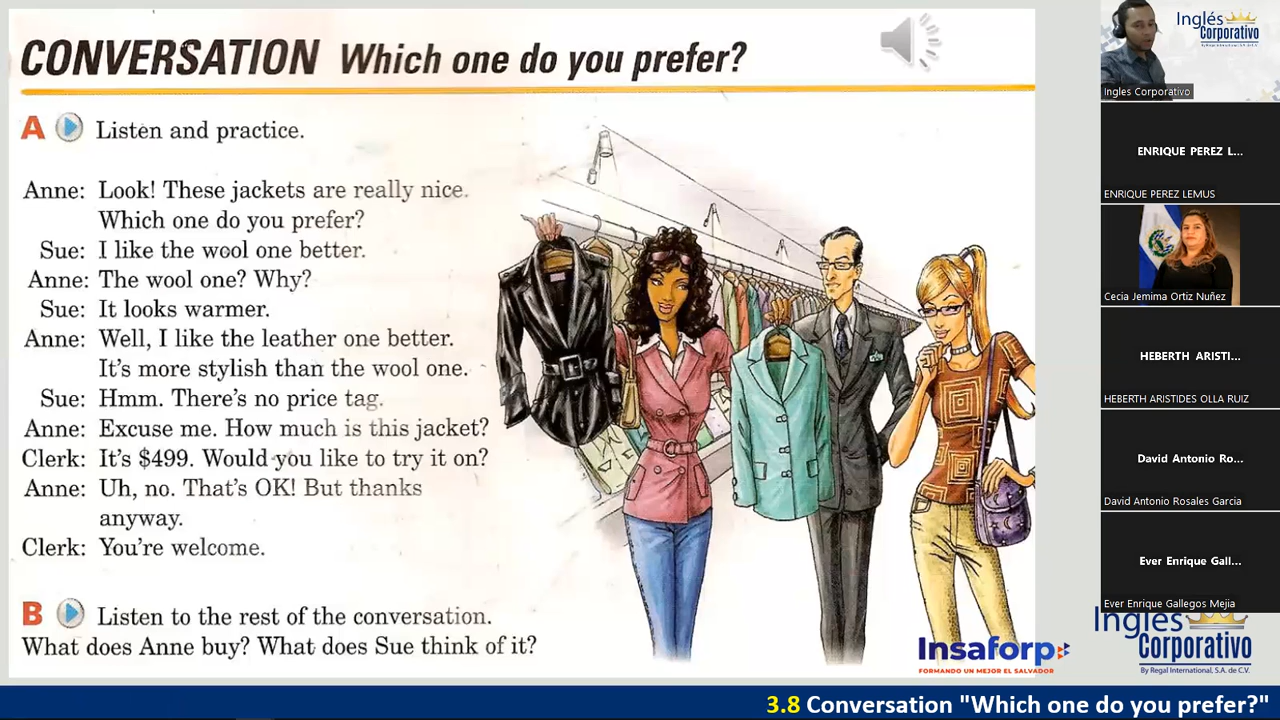 CONVERSATION Which one do you prefer?
A Listen and practice.
Anne: Look! These jackets are really nice.
Which one do you prefer?
Sue: I like the wool one better.
Anne: The wool one? Why?
Sue: It looks warmer.
Anne: Well, I like the leather one better.
It's more stylish than the wool one.
Sue: Hmm. There's no price tag.
Anne: Excuse me. How much is this jacket?
Clerk: It's $499. Would you like to try it on?
Anne: Uh, no. That's OK! But thanks
anyway.
Clerk: You're welcome.
B Listen to the rest of the conversation.
What does Anne buy? What does Sue think of it?
Insaforp
FORMANDO UN MEJOR EL SALVADOR
Inglés
Corporativo
By Regal International, S.A. de C.V.
3.8 Conversation "Which one do you prefer?"
Inglés
Corporativo
By Regal International, S.A. de C.V.
Ingles Corporativo
ENRIQUE PEREZ L...
ENRIQUE PEREZ LEMUS
Cecia Jemima Ortiz Nuñez
HEBERTH ARISTI...
HEBERTH ARISTIDES OLLA RUIZ
David Antonio Ro...
David Antonio Rosales Garcia
Ever Enrique Gall...
Ever Enrique Gallegos Mejia